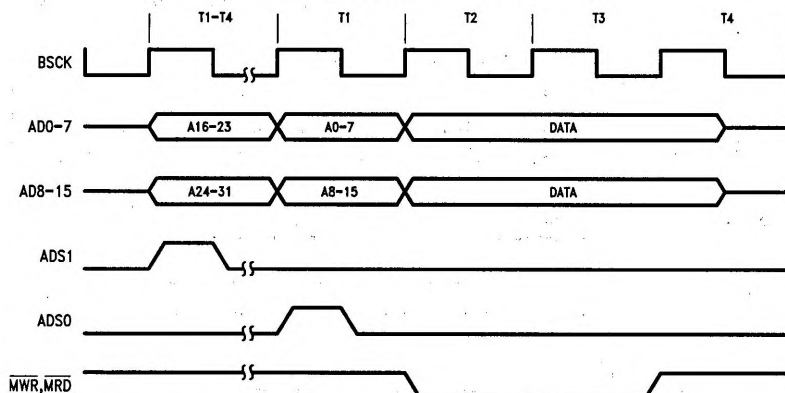 T1-T4 T1 T2 T3 T4
BSCK
AD0-7 A16-23 A0-7 DATA
AD8-15 A24-31 A8-15 DATA
ADS1
ADS0
MWR,MRD